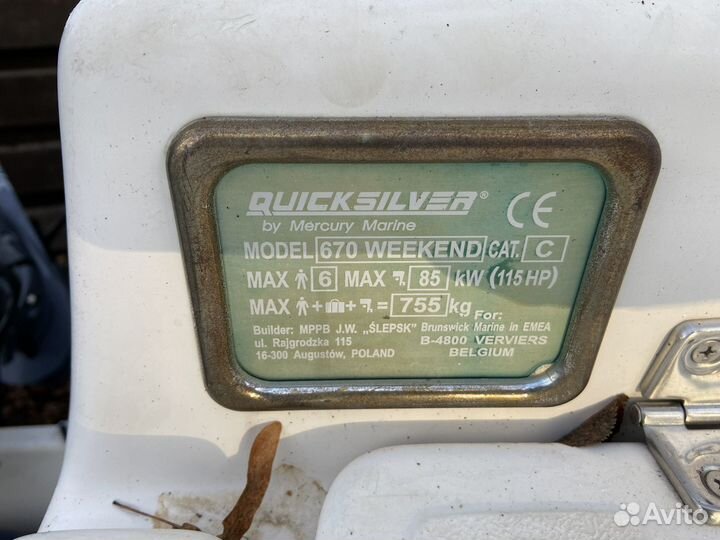 QUICKSILVER®
by Mercury Marine
CE
MODEL 670 WEEKEND CAT. C
MAX 6 MAX 85 kW (115 HP)
MAX + + = 755 kg
Builder: MPPB J.W. „ŚLEPSK"
ul. Rajgrodzka 115
16-300 Augustów, POLAND
For:
Brunswick Marine in EMEA
B-4800 VERVIERS
BELGIUM
Avito